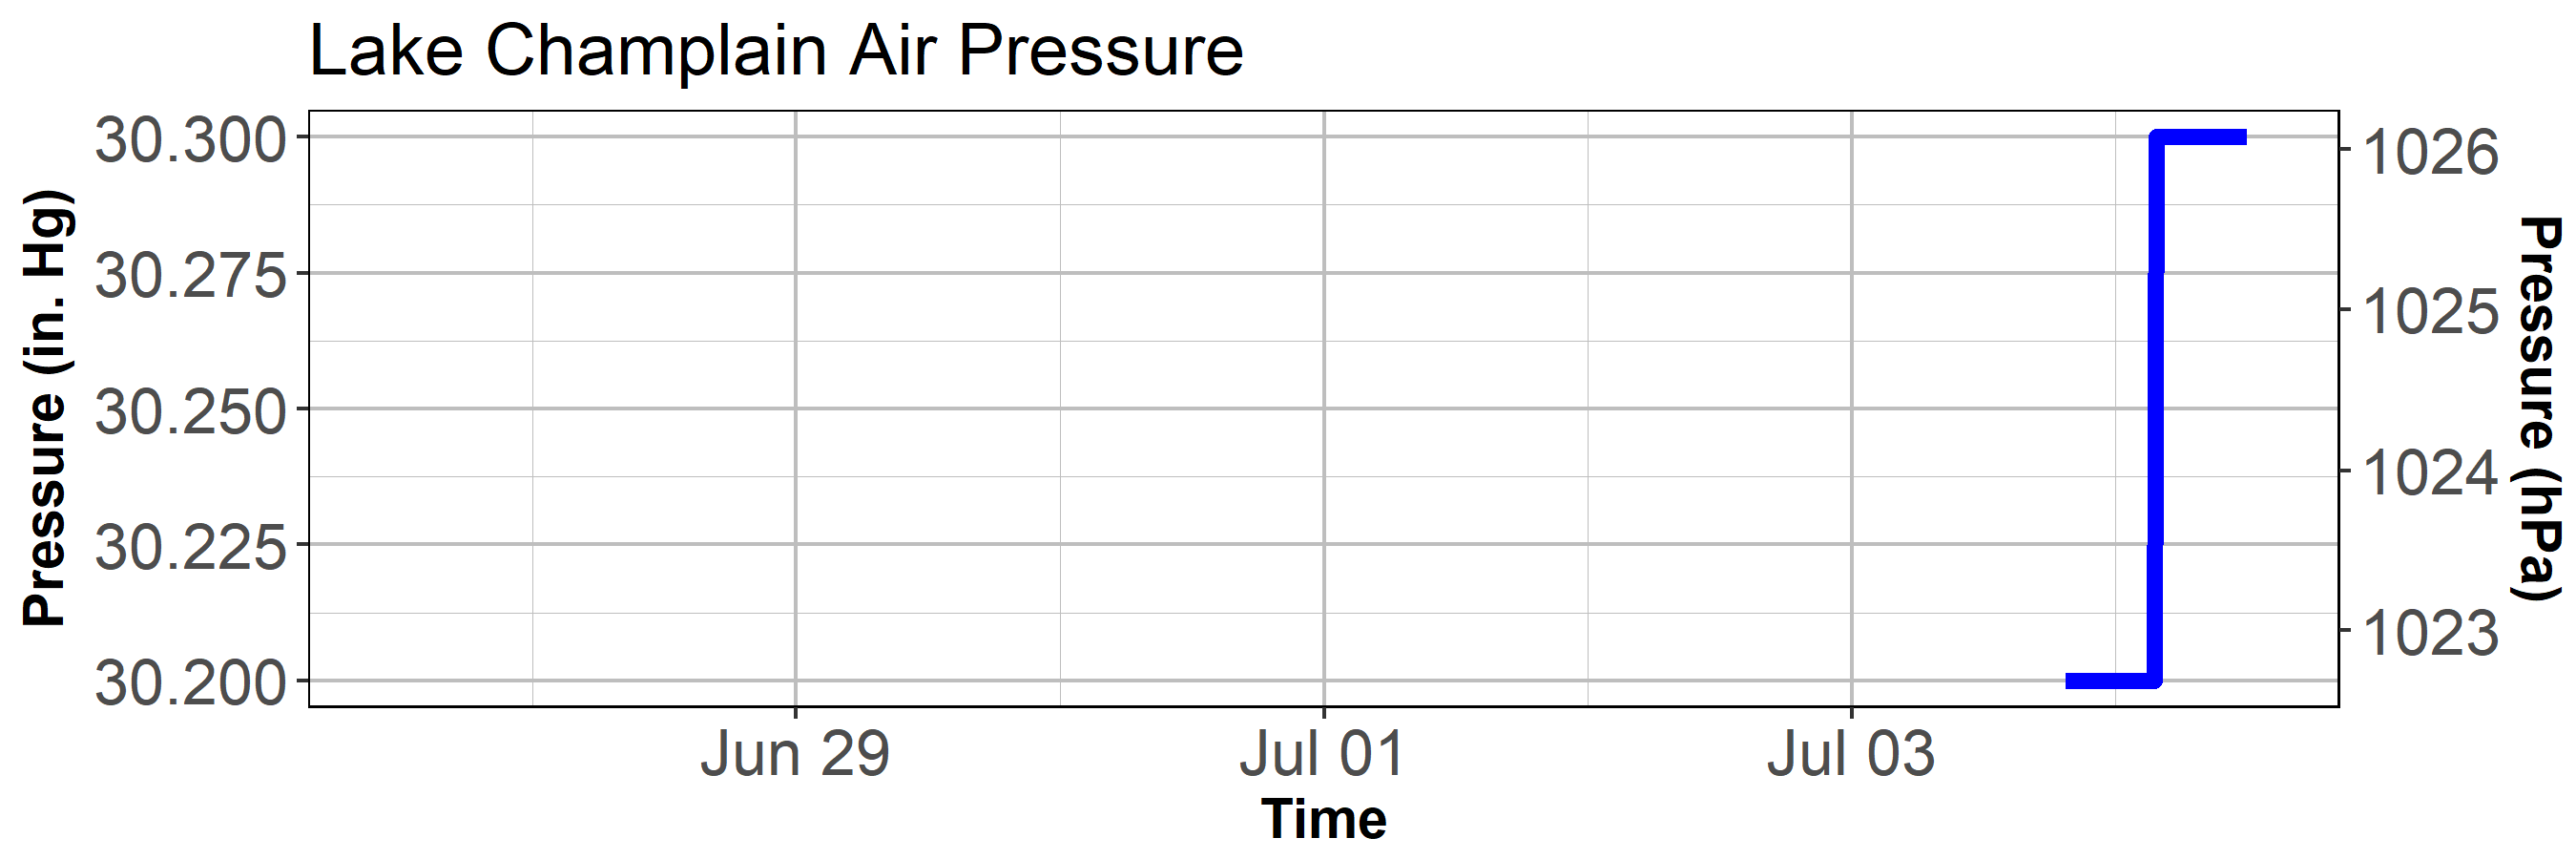 Lake Champlain Air Pressure
30.300
30.275
30.250
30.225
30.200
Pressure (in. Hg)
1026
1025
1024
1023
Pressure (hPa)
Jun 29
Jul 01
Jul 03
Time